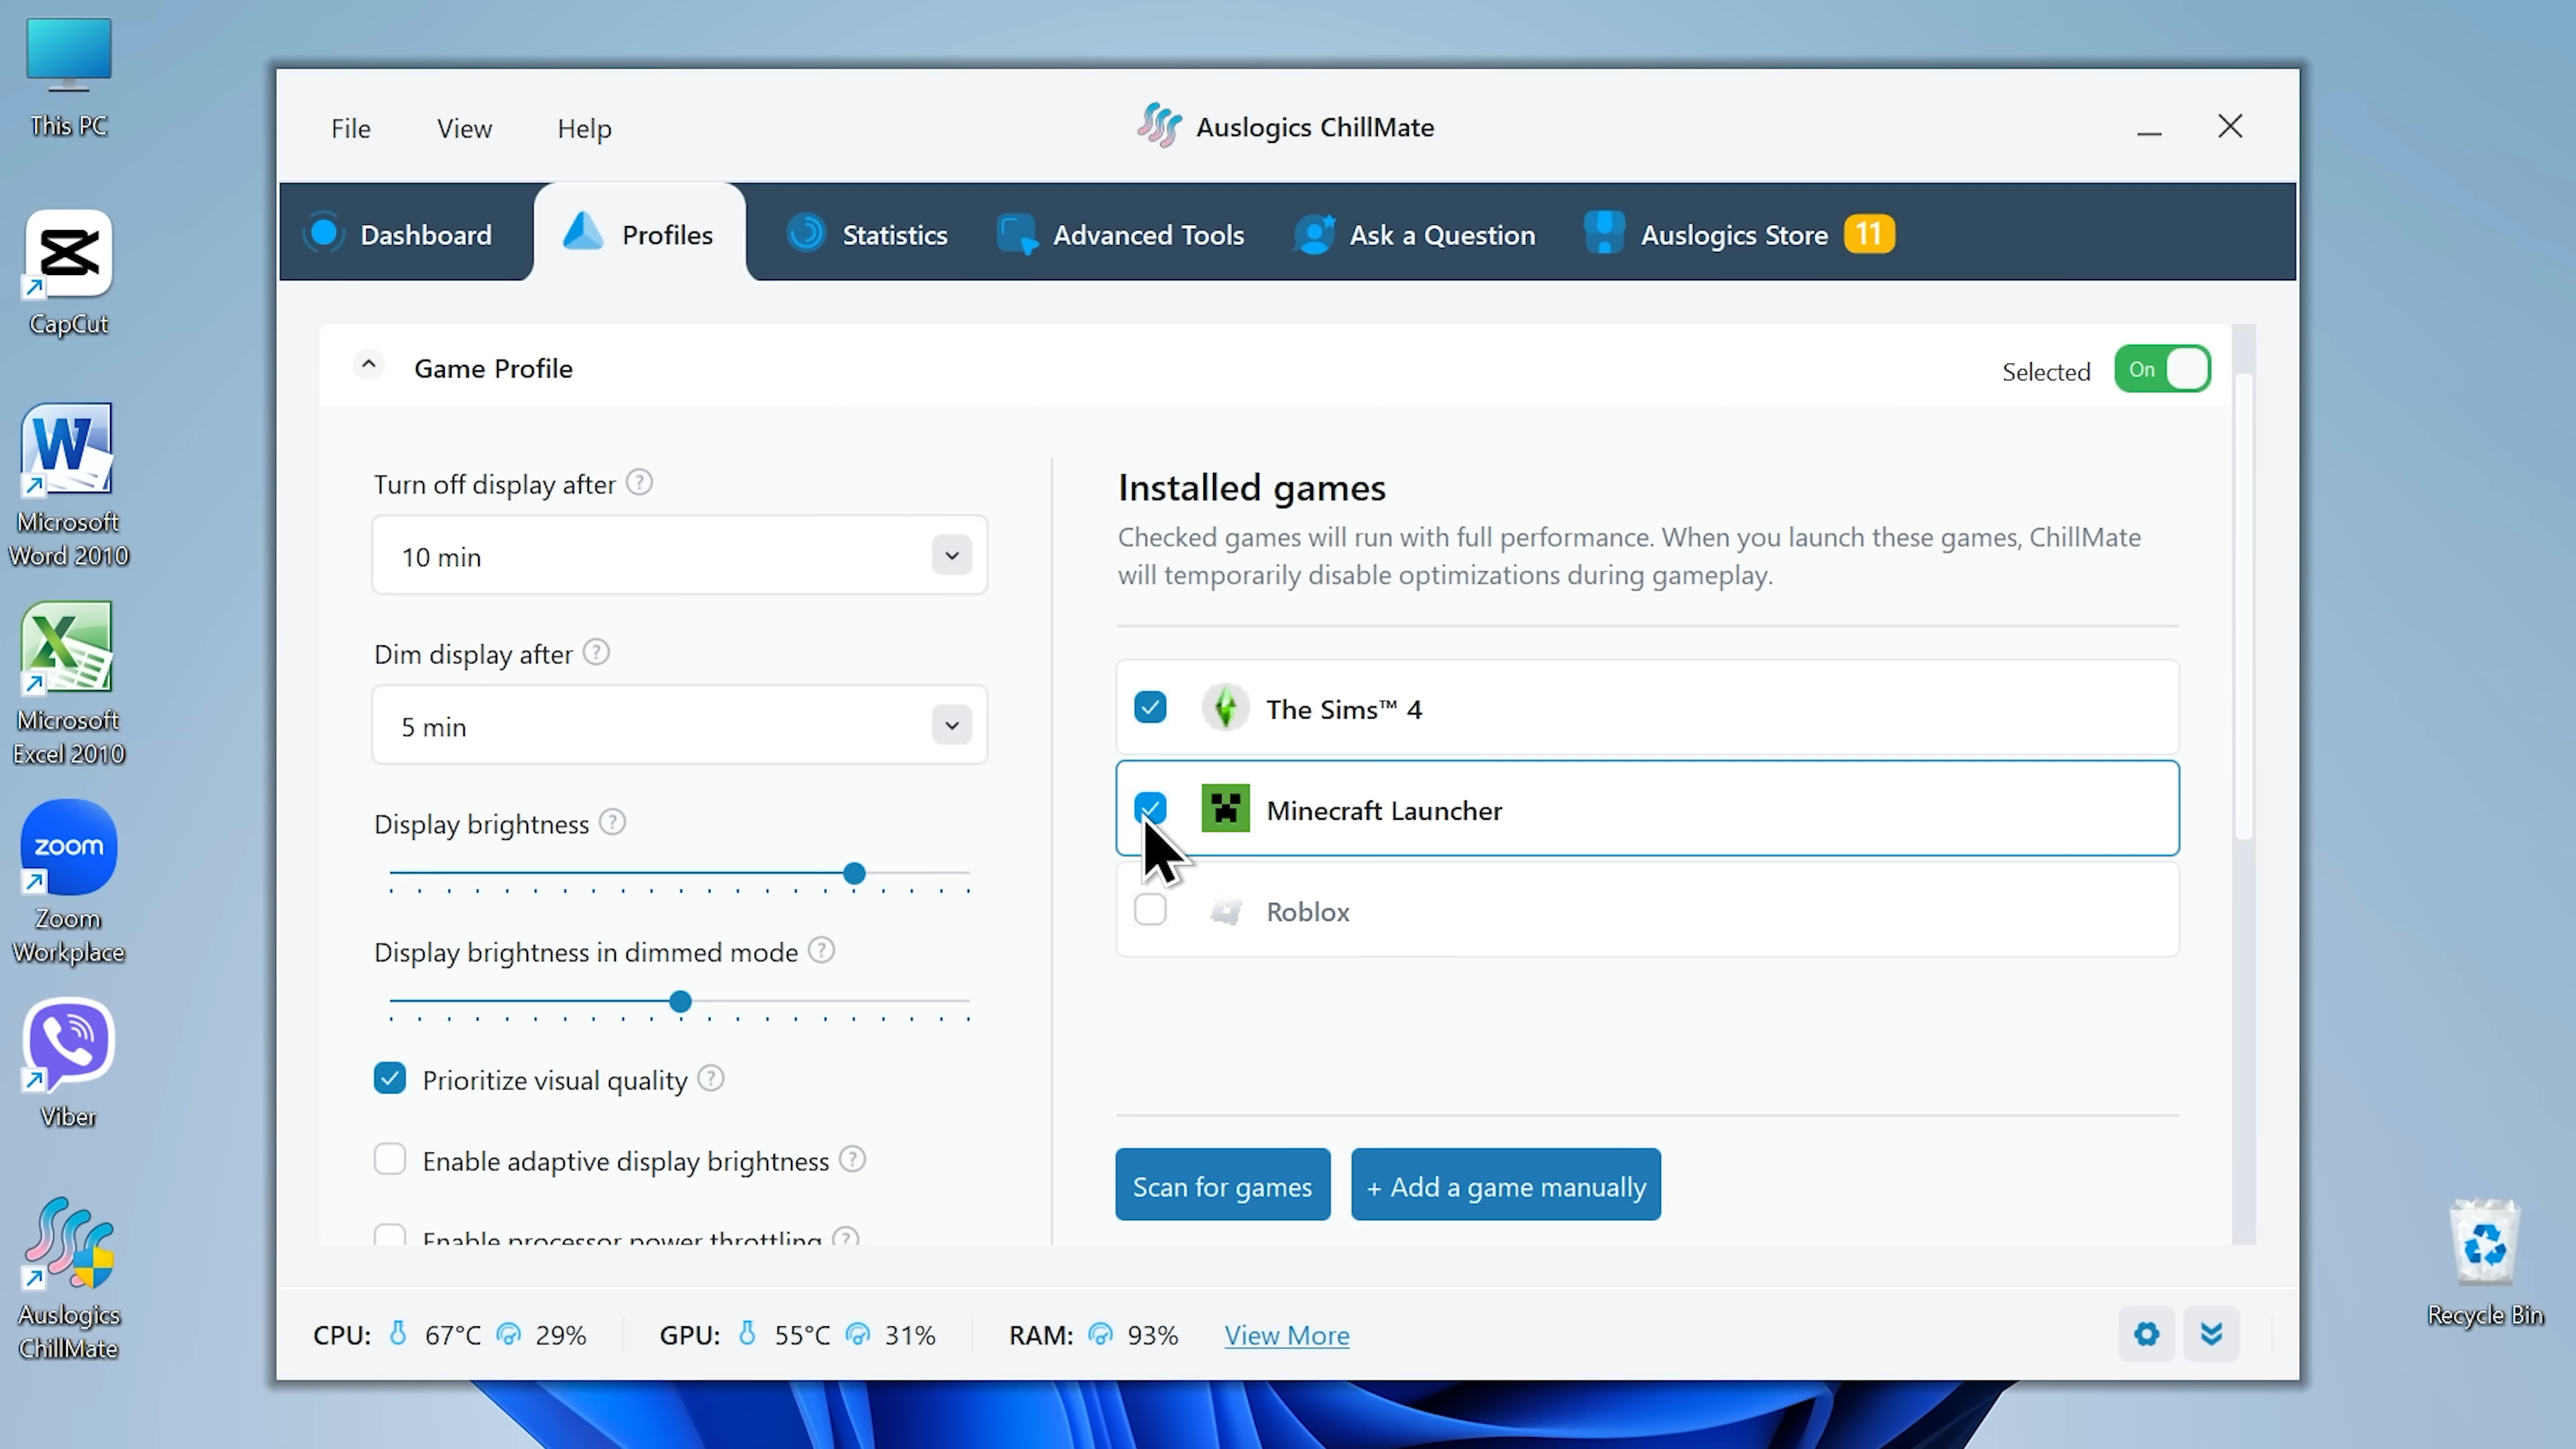 This PC
CapCut
Microsoft
Word 2010
Microsoft
Excel 2010
zoom
Zoom
Workplace
Viber
Auslogics
ChillMate
File View Help
Auslogics ChillMate
Dashboard Profiles Statistics Advanced Tools Ask a Question Auslogics Store 11
Game Profile
Selected On
Turn off display after ?
10 min
Dim display after ?
5 min
Display brightness ?
Display brightness in dimmed mode ?
Prioritize visual quality ?
Enable adaptive display brightness ?
Enable processor power throttling ?
Installed games
Checked games will run with full performance. When you launch these games, ChillMate
will temporarily disable optimizations during gameplay.
The Sims™ 4
Minecraft Launcher
Roblox
Scan for games + Add a game manually
CPU: 67°C 29% GPU: 55°C 31% RAM: 93% View More
Recycle Bin